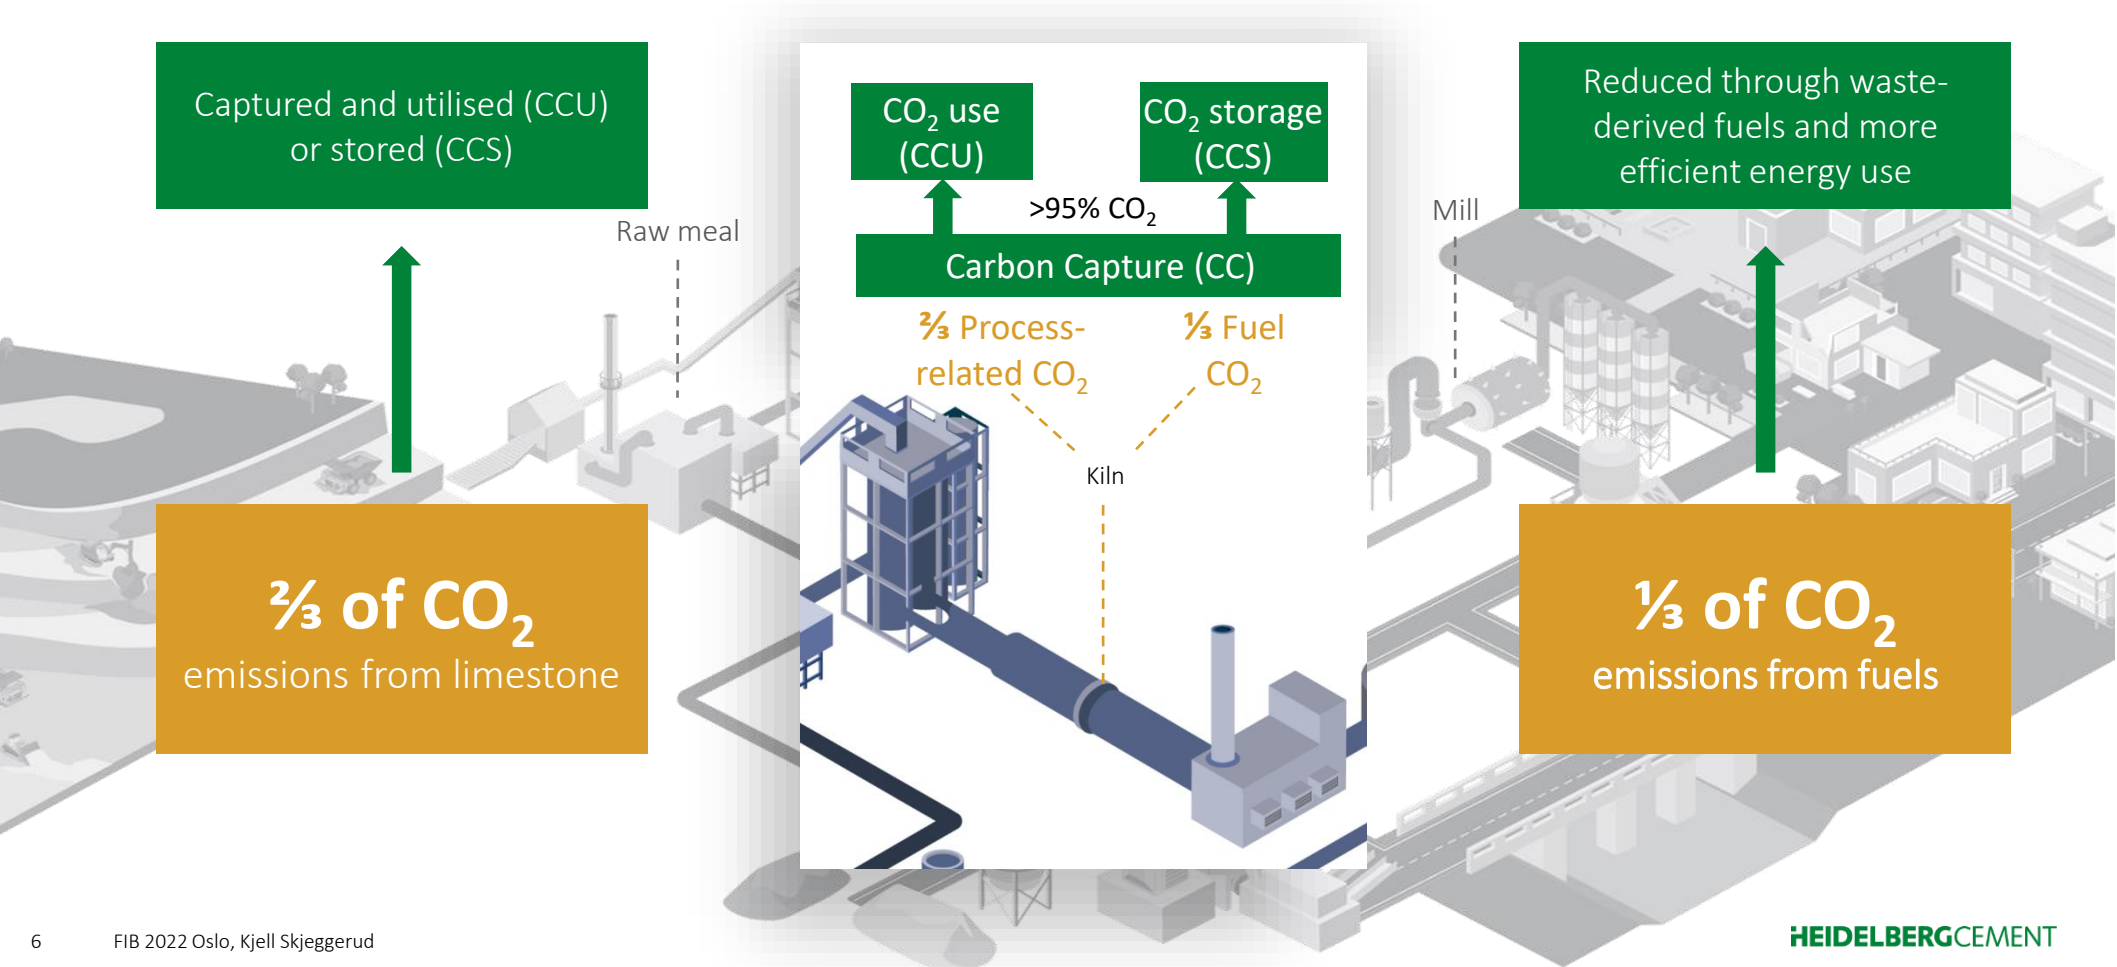 Captured and utilised (CCU)
or stored (CCS)
Raw meal
⅔ of CO₂
emissions from limestone
CO₂ use
(CCU)
CO₂ storage
(CCS)
>95% CO₂
Carbon Capture (CC)
⅔ Process-
related CO₂
⅓ Fuel
CO₂
Kiln
Mill
Reduced through waste-
derived fuels and more
efficient energy use
⅓ of CO₂
emissions from fuels
6
FIB 2022 Oslo, Kjell Skjeggerud
HEIDELBERGCEMENT